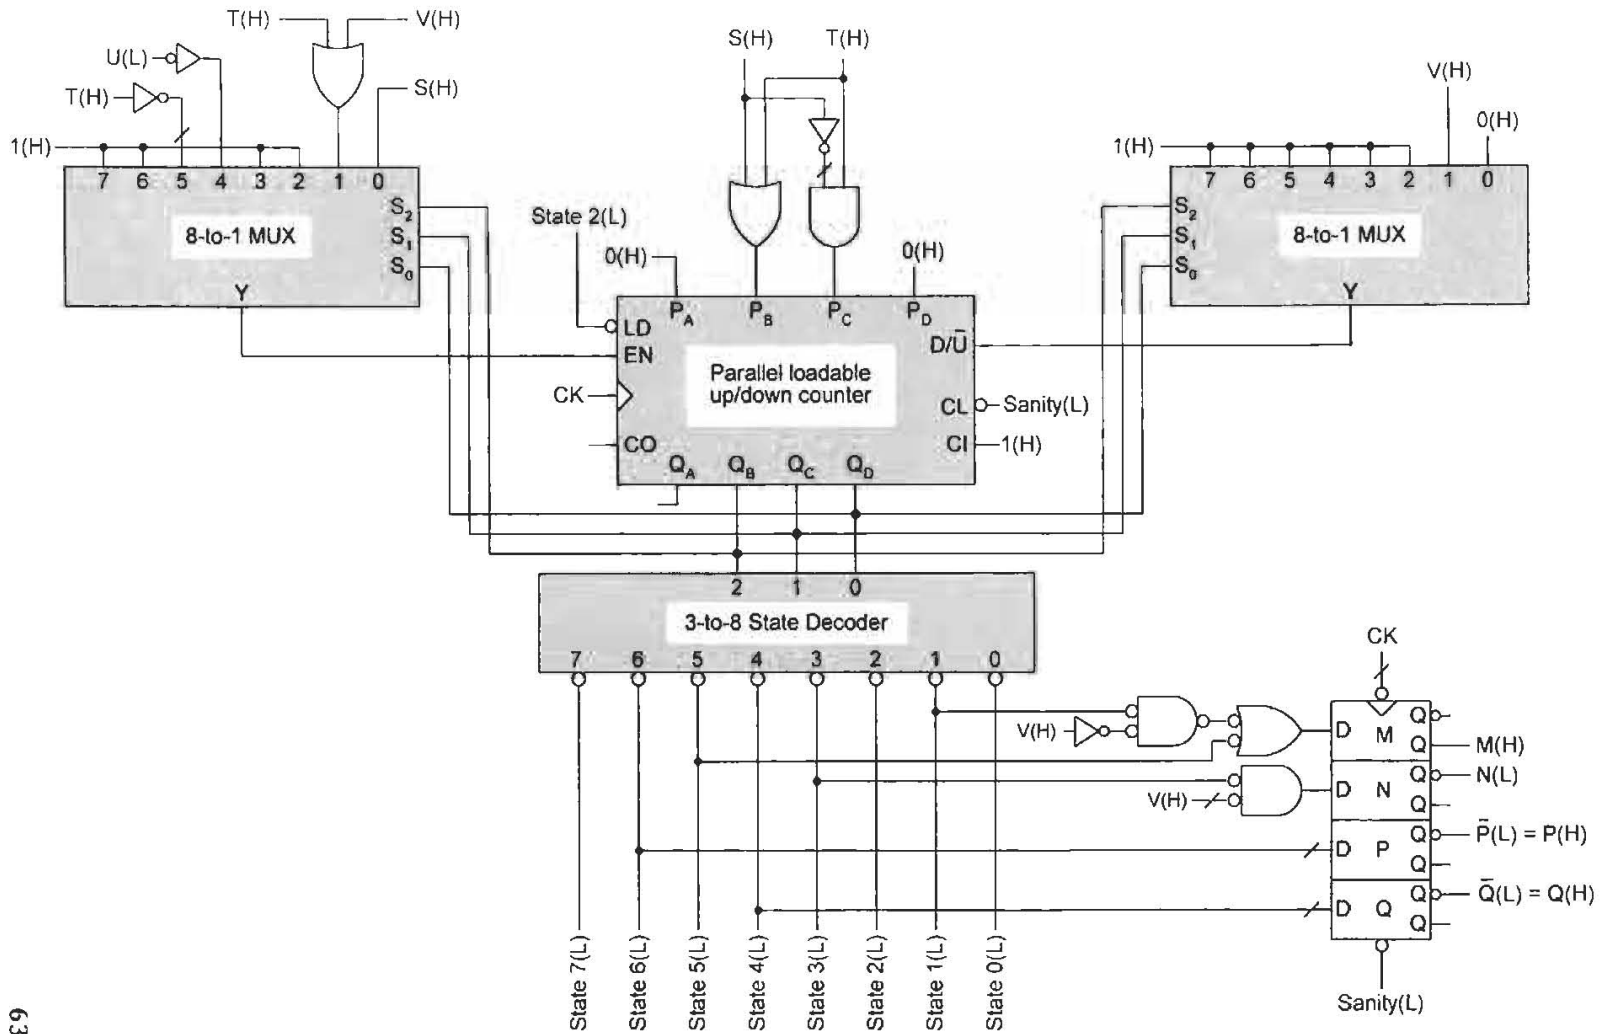 T(H)
V(H)
U(L)
T(H)
S(H)
1(H)
7 6 5 4 3 2 1 0
8-to-1 MUX
S2
S1
S0
Y
S(H)
T(H)
State 2(L)
0(H)
0(H)
PA PB PC PD
LD
EN
CK
CO
D/Ū
CL
Sanity(L)
CI
1(H)
Parallel loadable
up/down counter
QA QB QC QD
V(H)
0(H)
1(H)
7 6 5 4 3 2 1 0
8-to-1 MUX
S2
S1
S0
Y
2 1 0
3-to-8 State Decoder
7 6 5 4 3 2 1 0
State 7(L)
State 6(L)
State 5(L)
State 4(L)
State 3(L)
State 2(L)
State 1(L)
State 0(L)
V(H)
V(H)
CK
D M Q
Q M(H)
D N Q N(L)
Q
D P Q P̄(L) = P(H)
Q
D Q Q Q̄(L) = Q(H)
Q
Sanity(L)
63